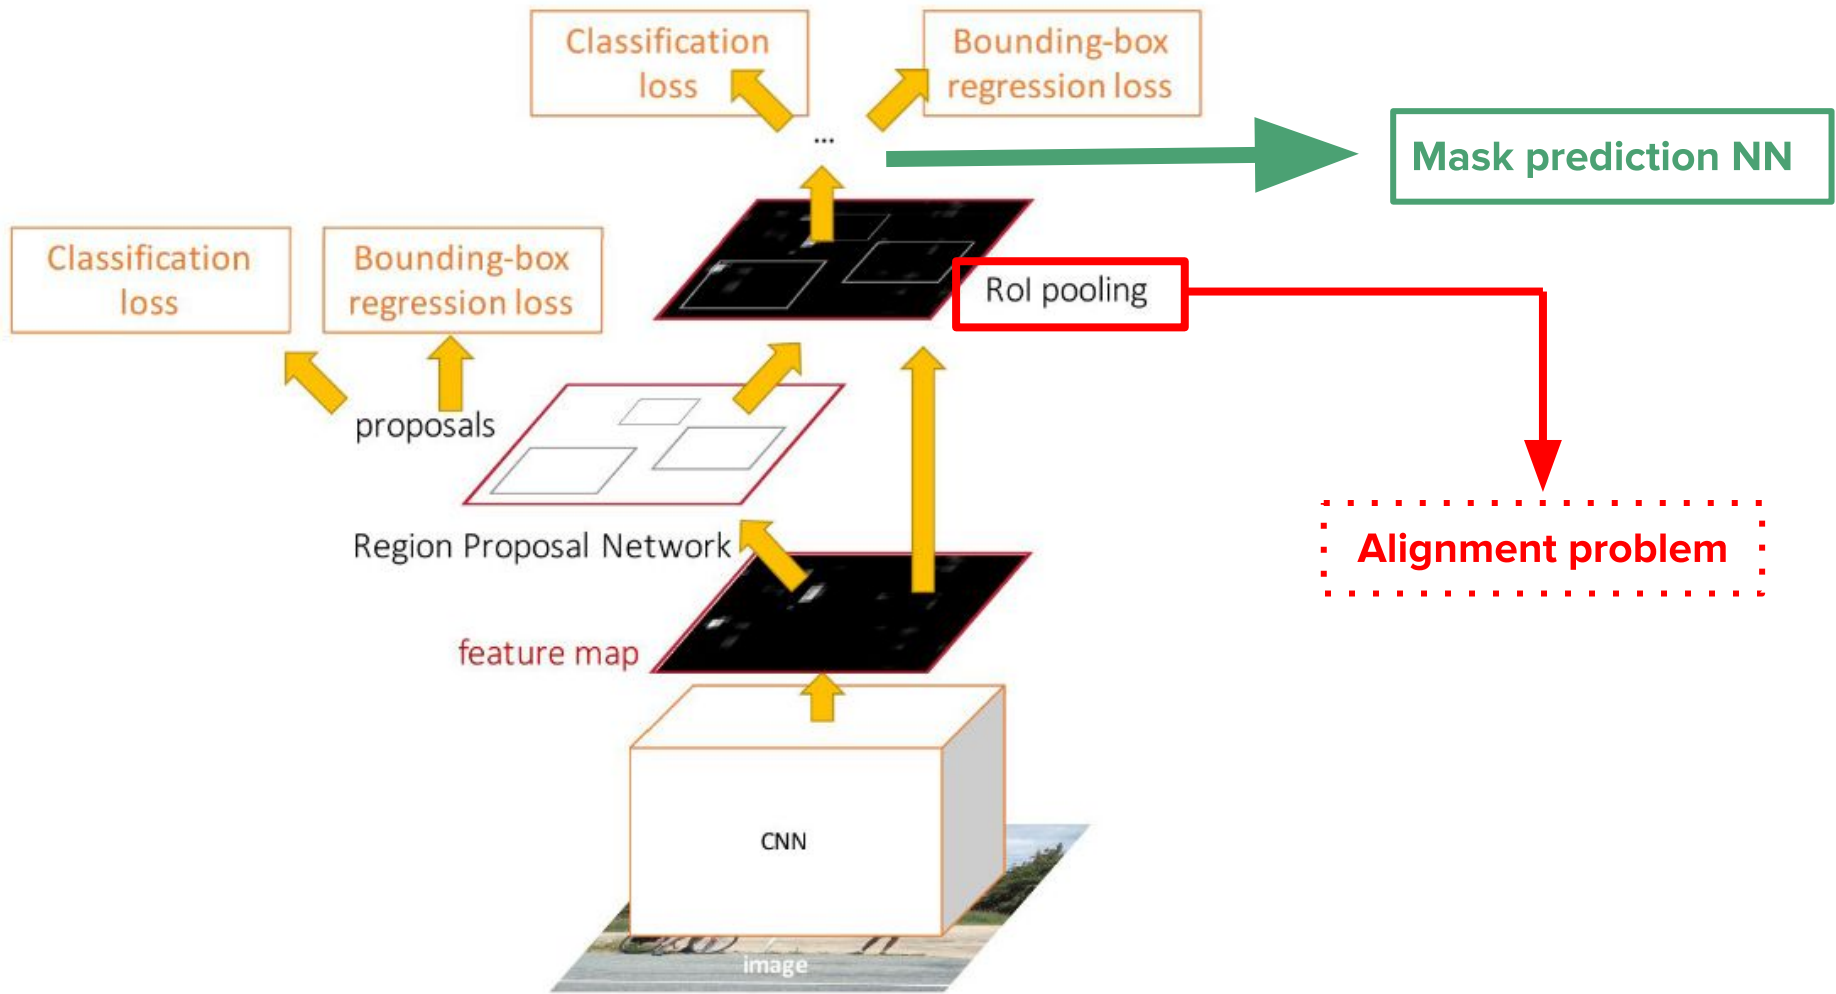 Classification
loss
Bounding-box
regression loss
...
Mask prediction NN
Classification
loss
Bounding-box
regression loss
RoI pooling
proposals
Region Proposal Network
Alignment problem
feature map
CNN
image